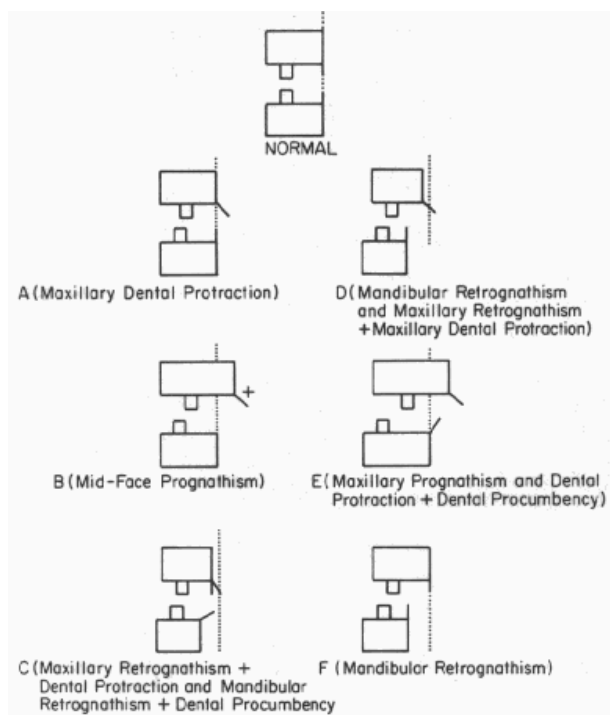 NORMAL
A (Maxillary Dental Protraction)
D (Mandibular Retrognathism
and Maxillary Retrognathism
+Maxillary Dental Protraction)
+
B (Mid-Face Prognathism)
E (Maxillary Prognathism and Dental
Protraction + Dental Procumbency)
C (Maxillary Retrognathism +
Dental Protraction and Mandibular
Retrognathism + Dental Procumbency
F (Mandibular Retrognathism)